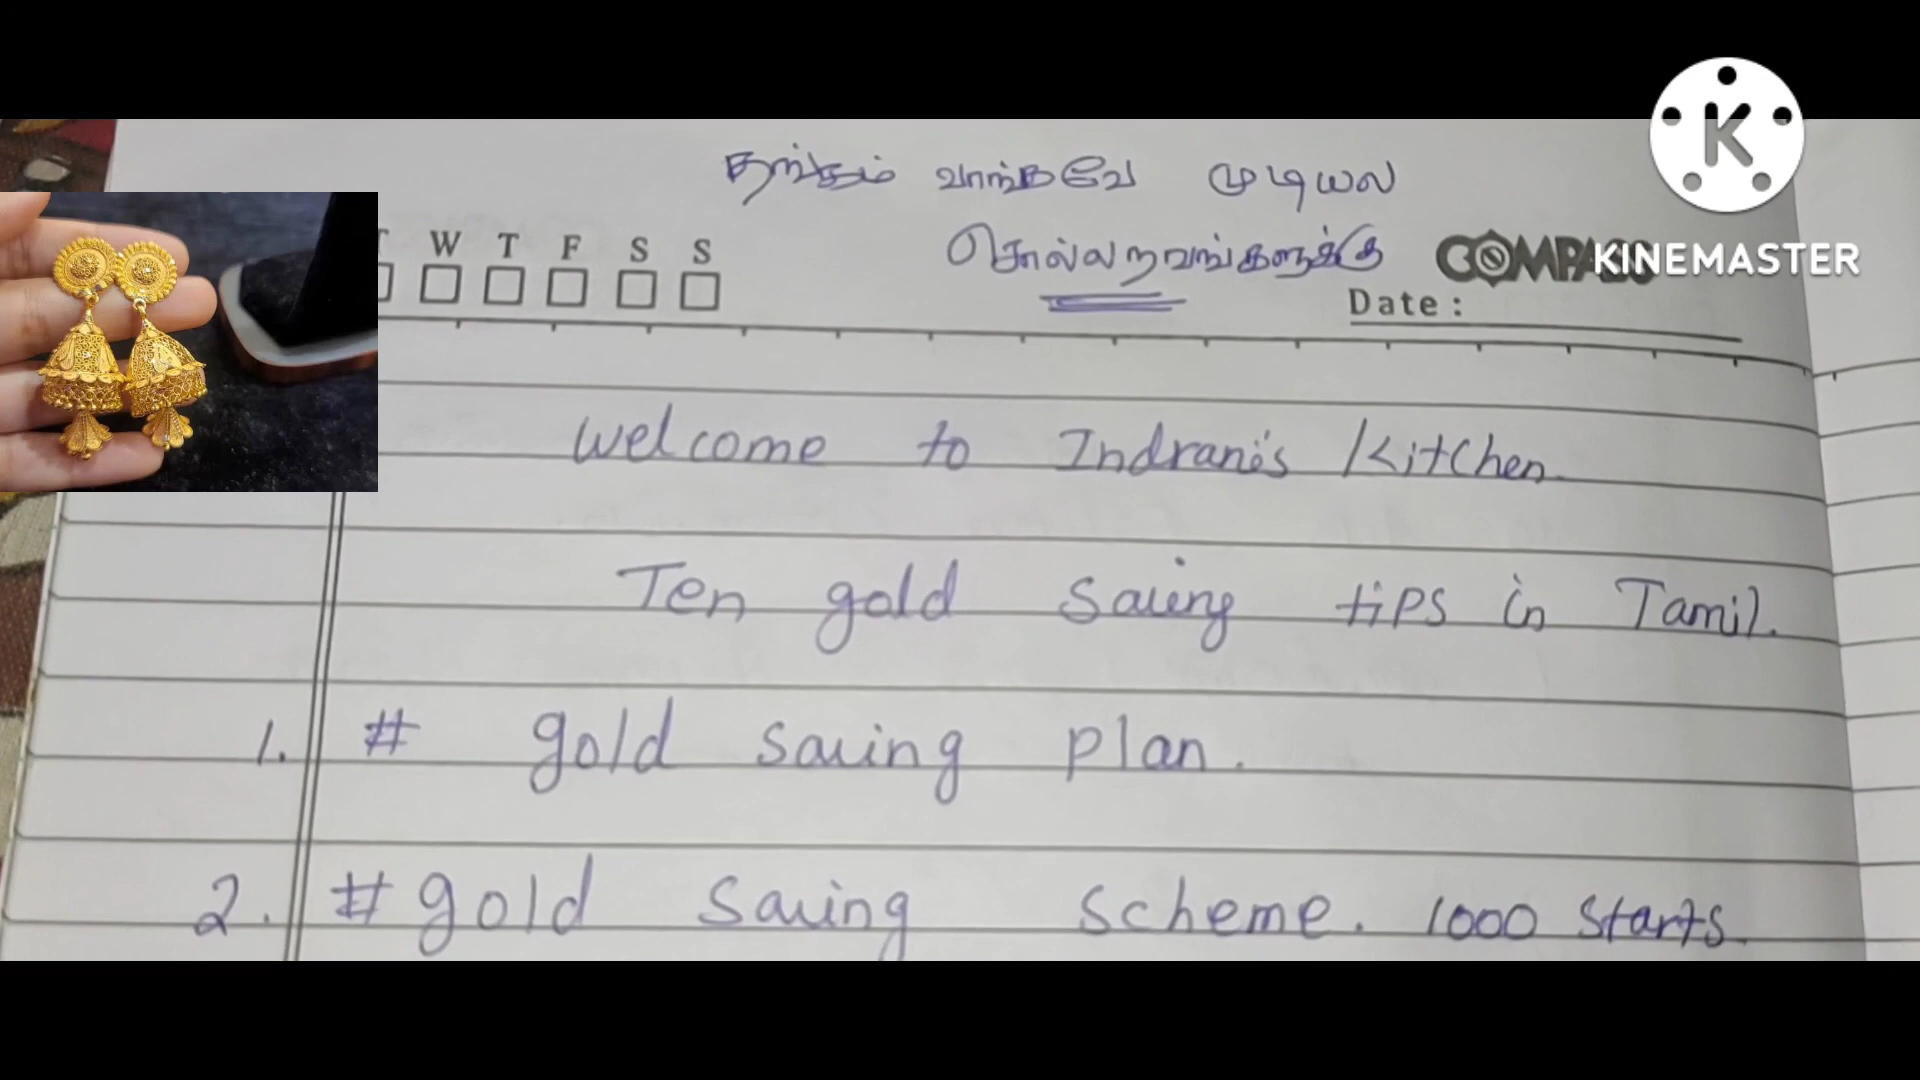 தங்கம் வாங்கவே முடியல
சொல்லறவங்களுக்கு
W T F S S
COMPASS
KINEMASTER
Date :
Welcome to Indrani's Kitchen.
Ten gold Saving tips in Tamil.
1. # gold saving plan.
2. # gold saving scheme. 1000 starts